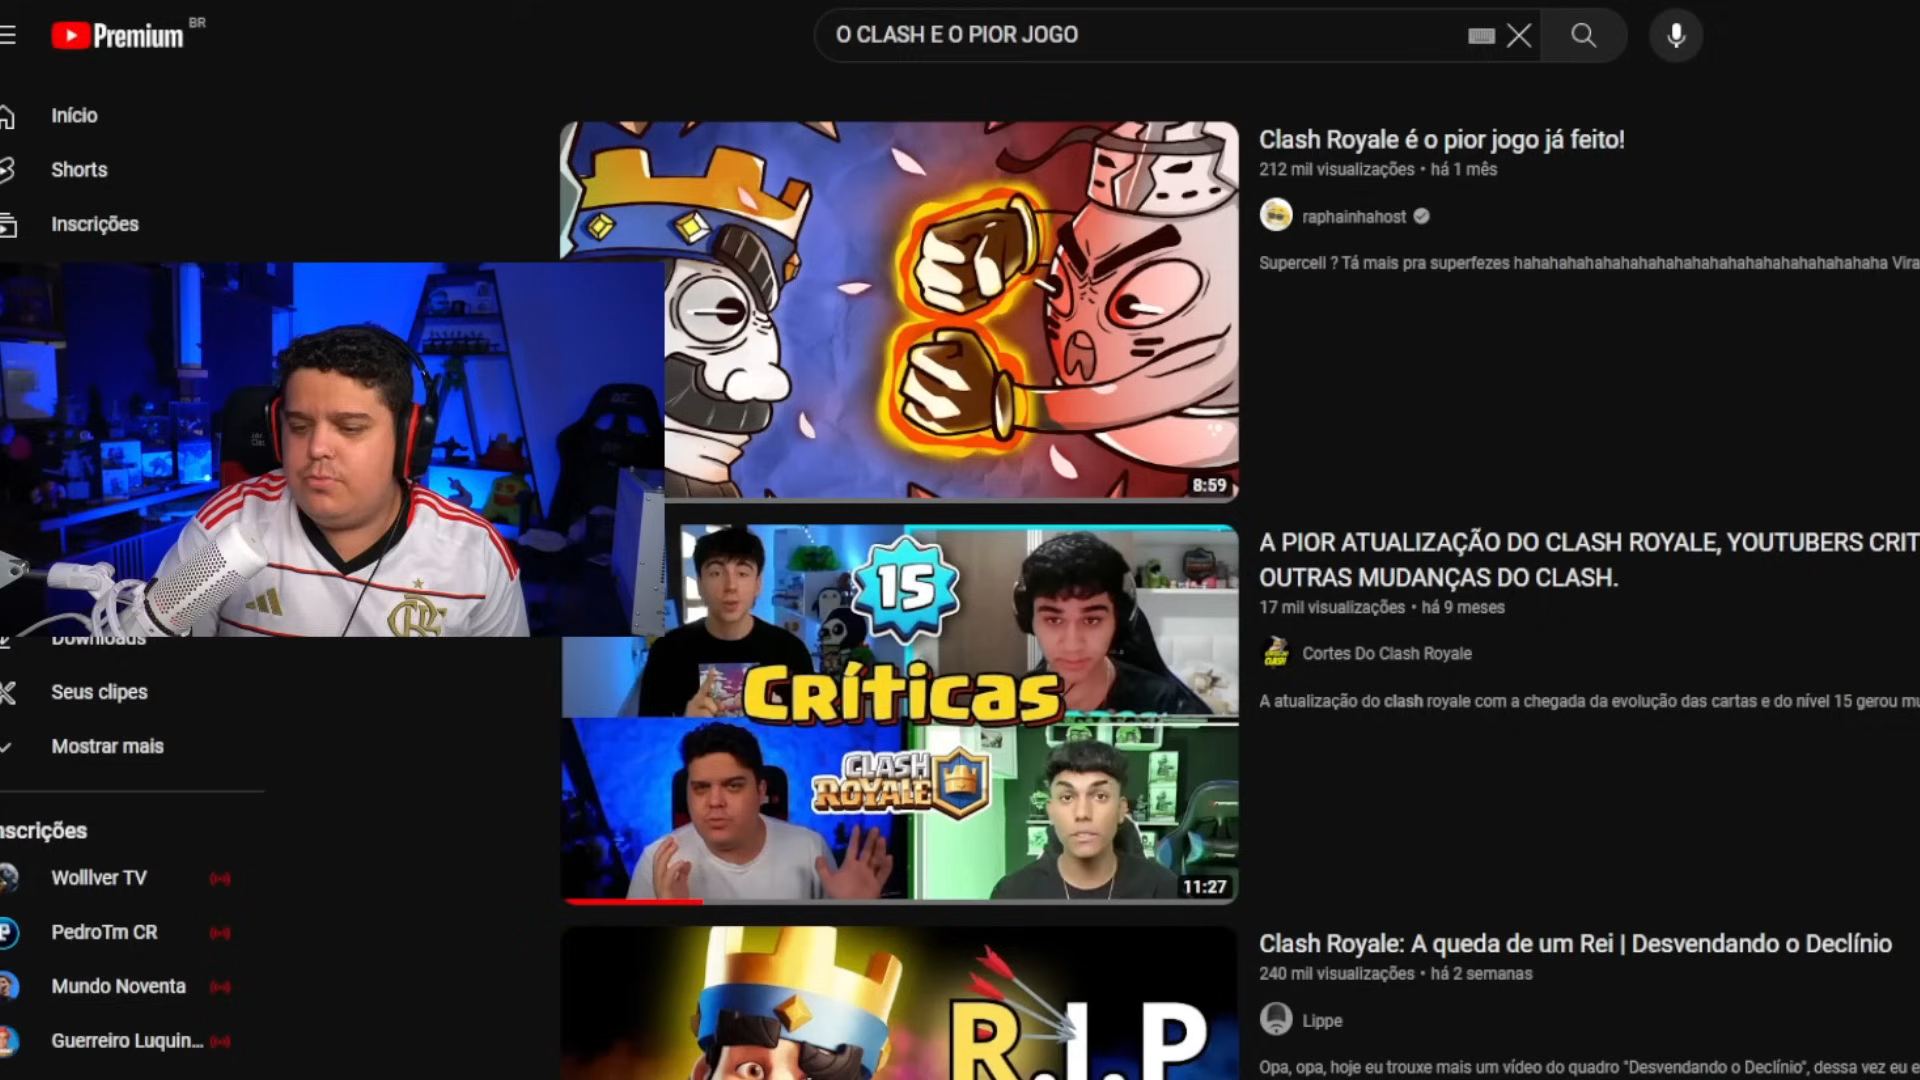 Premium BR
O CLASH E O PIOR JOGO
Início
Shorts
Inscrições
Downloads
Seus clipes
Mostrar mais
nscrições
Wolllver TV
PedroTm CR
Mundo Noventa
Guerreiro Luquin...
8:59
Clash Royale é o pior jogo já feito!
212 mil visualizações • há 1 mês
raphainhahost
Supercell ? Tá mais pra superfezes hahahahahahahahahahahahahahahahahahaha Vira
15
Críticas
CLASH
ROYALE
11:27
A PIOR ATUALIZAÇÃO DO CLASH ROYALE, YOUTUBERS CRIT
OUTRAS MUDANÇAS DO CLASH.
17 mil visualizações • há 9 meses
Cortes Do Clash Royale
A atualização do clash royale com a chegada da evolução das cartas e do nível 15 gerou mu
R.I.P
Clash Royale: A queda de um Rei | Desvendando o Declínio
240 mil visualizações • há 2 semanas
Lippe
Opa, opa, hoje eu trouxe mais um vídeo do quadro "Desvendando o Declínio", dessa vez eu e